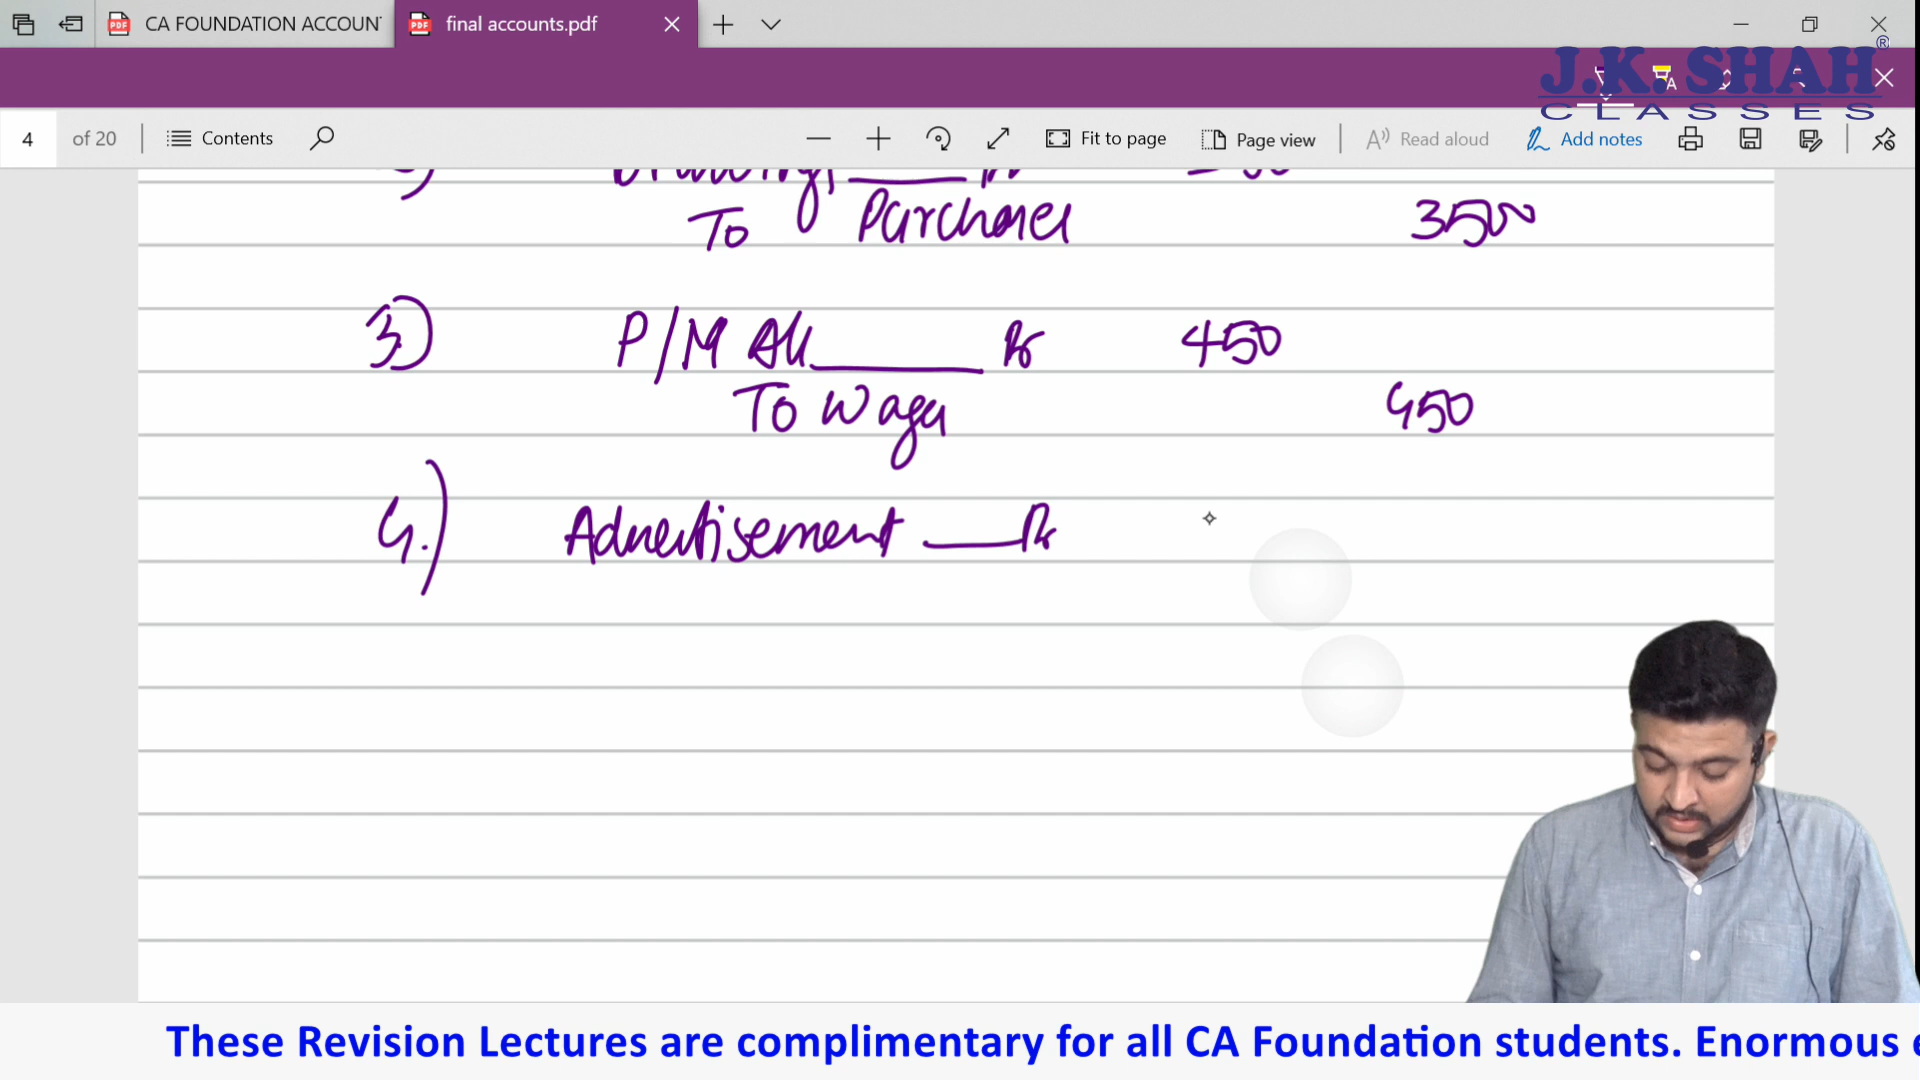 CA FOUNDATION ACCOUN
final accounts.pdf
J.K. SHAH®
CLASSES
4 of 20 Contents Fit to page Page view Read aloud Add notes
To Purchases 3500
3) P/M A/c Dr 450
To Wages 450
4.) Advertisement Dr
These Revision Lectures are complimentary for all CA Foundation students. Enormous e